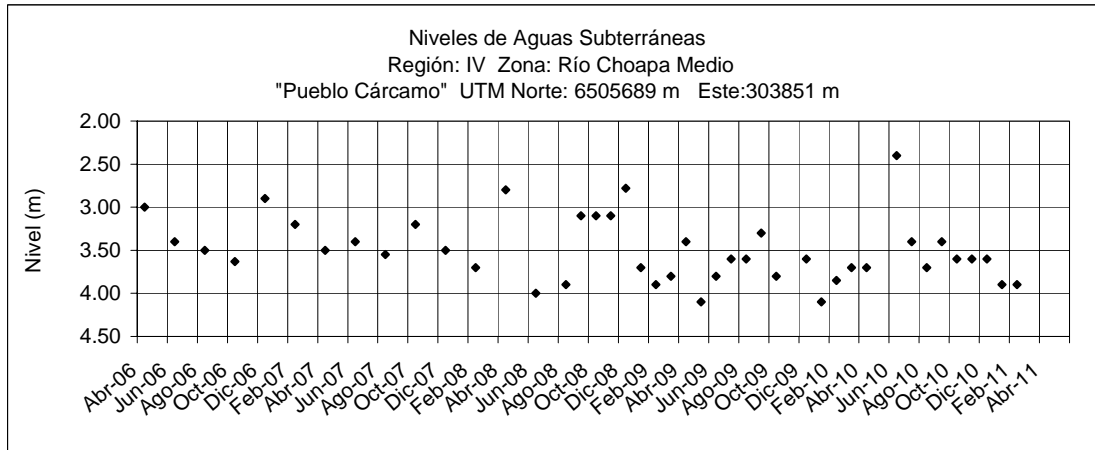 Niveles de Aguas Subterráneas
Región: IV  Zona: Río Choapa Medio
"Pueblo Cárcamo"  UTM Norte: 6505689 m   Este:303851 m
Nivel (m)
2.00
2.50
3.00
3.50
4.00
4.50
Abr-06
Jun-06
Ago-06
Oct-06
Dic-06
Feb-07
Abr-07
Jun-07
Ago-07
Oct-07
Dic-07
Feb-08
Abr-08
Jun-08
Ago-08
Oct-08
Dic-08
Feb-09
Abr-09
Jun-09
Ago-09
Oct-09
Dic-09
Feb-10
Abr-10
Jun-10
Ago-10
Oct-10
Dic-10
Feb-11
Abr-11